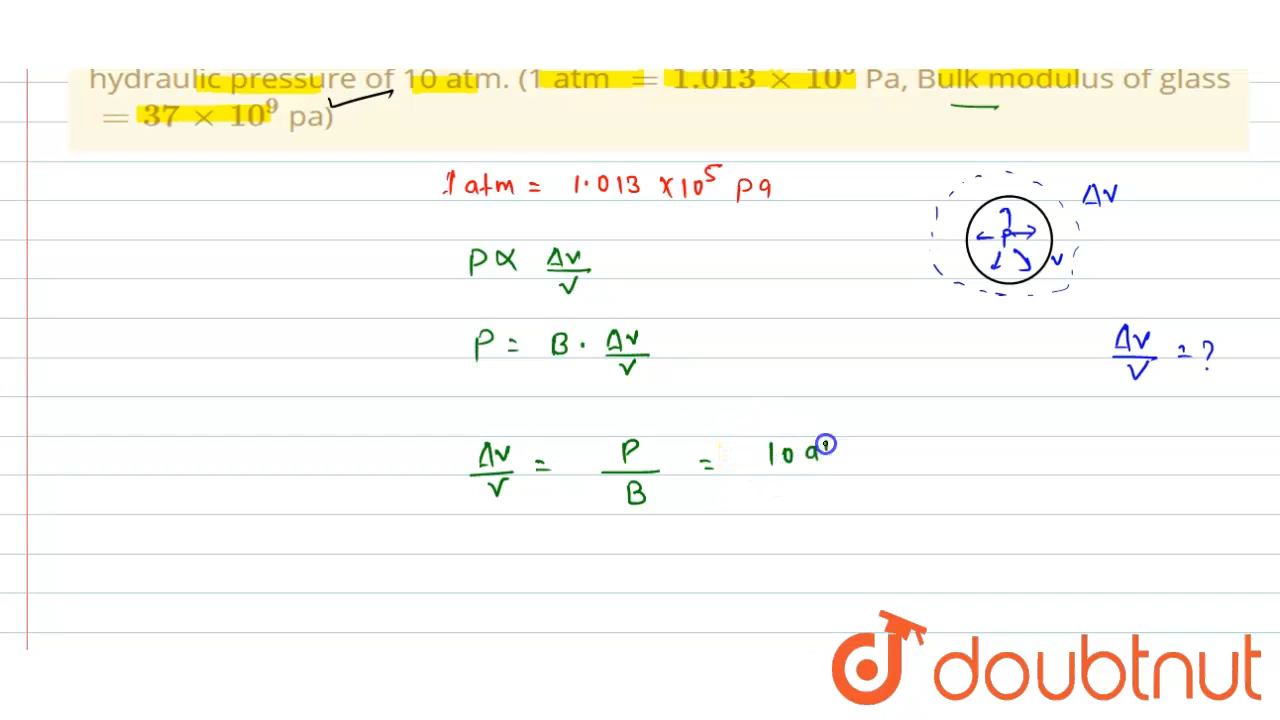 hydraulic pressure of 10 atm. (1 atm = 1.013 × 10⁵ Pa, Bulk modulus of glass
= 37 × 10⁹ pa)
1 atm = 1.013 × 10⁵ pa
ΔV
P
V
P ∝ ΔV/V
P = B · ΔV/V
ΔV/V = ?
ΔV/V = P/B = 10 a
doubtnut